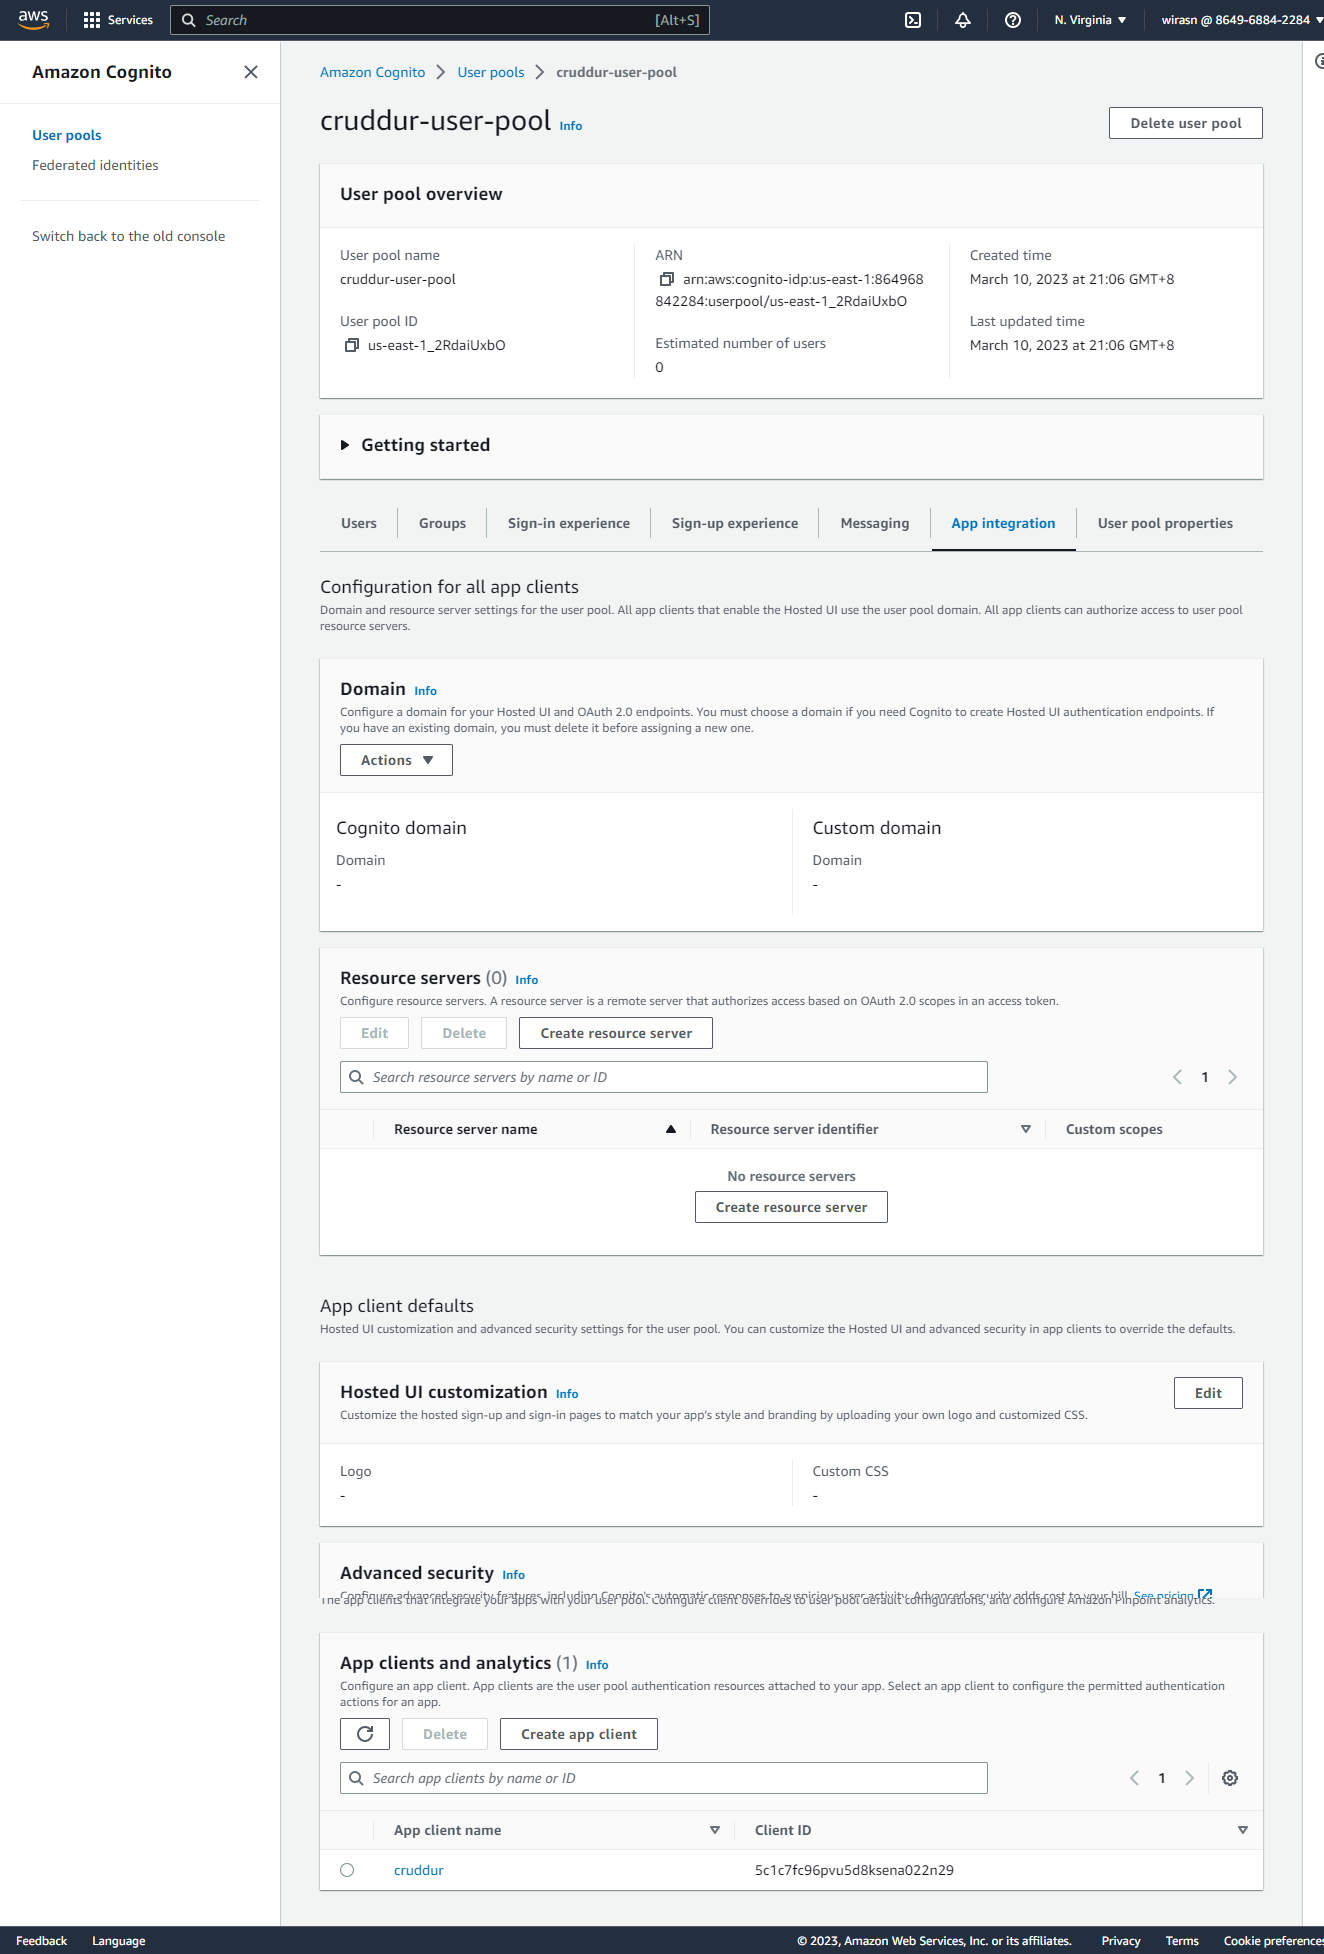 aws
Services
Search
[Alt+S]
N. Virginia
wirasn @ 8649-6884-2284
Amazon Cognito
User pools
Federated identities
Switch back to the old console
Amazon Cognito
User pools
cruddur-user-pool
cruddur-user-pool Info
Delete user pool
User pool overview
User pool name
cruddur-user-pool
User pool ID
us-east-1_2RdaiUxbO
ARN
arn:aws:cognito-idp:us-east-1:864968
842284:userpool/us-east-1_2RdaiUxbO
Estimated number of users
0
Created time
March 10, 2023 at 21:06 GMT+8
Last updated time
March 10, 2023 at 21:06 GMT+8
Getting started
Users
Groups
Sign-in experience
Sign-up experience
Messaging
App integration
User pool properties
Configuration for all app clients
Domain and resource server settings for the user pool. All app clients that enable the Hosted UI use the user pool domain. All app clients can authorize access to user pool
resource servers.
Domain Info
Configure a domain for your Hosted UI and OAuth 2.0 endpoints. You must choose a domain if you need Cognito to create Hosted UI authentication endpoints. If
you have an existing domain, you must delete it before assigning a new one.
Actions
Cognito domain
Domain
-
Custom domain
Domain
-
Resource servers (0) Info
Configure resource servers. A resource server is a remote server that authorizes access based on OAuth 2.0 scopes in an access token.
Edit
Delete
Create resource server
Search resource servers by name or ID
1
Resource server name
Resource server identifier
Custom scopes
No resource servers
Create resource server
App client defaults
Hosted UI customization and advanced security settings for the user pool. You can customize the Hosted UI and advanced security in app clients to override the defaults.
Hosted UI customization Info
Edit
Customize the hosted sign-up and sign-in pages to match your app's style and branding by uploading your own logo and customized CSS.
Logo
-
Custom CSS
-
Advanced security Info
Configure advanced security features, including Cognito's automatic responses to suspicious user activity. Advanced security adds cost to your bill. See pricing
The app clients that integrate your apps with your user pool. Configure client overrides to user pool default configurations, and configure Amazon Pinpoint analytics.
App clients and analytics (1) Info
Configure an app client. App clients are the user pool authentication resources attached to your app. Select an app client to configure the permitted authentication
actions for an app.
Delete
Create app client
Search app clients by name or ID
1
App client name
Client ID
cruddur
5c1c7fc96pvu5d8ksena022n29
Feedback
Language
© 2023, Amazon Web Services, Inc. or its affiliates.
Privacy
Terms
Cookie preferences